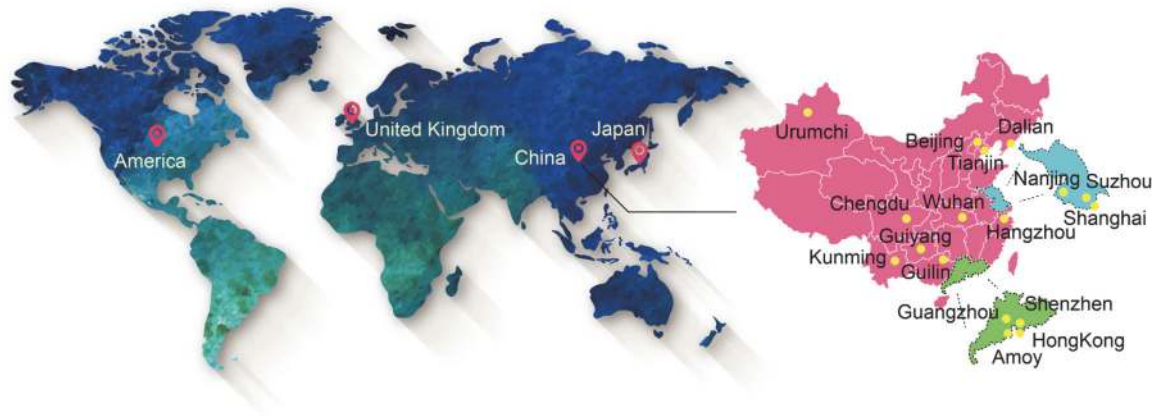 United Kingdom
Japan
America
China
Urumchi
Beijing
Dalian
Tianjin
Nanjing
Suzhou
Chengdu
Wuhan
Shanghai
Hangzhou
Guiyang
Kunming
Guilin
Guangzhou
Shenzhen
HongKong
Amoy